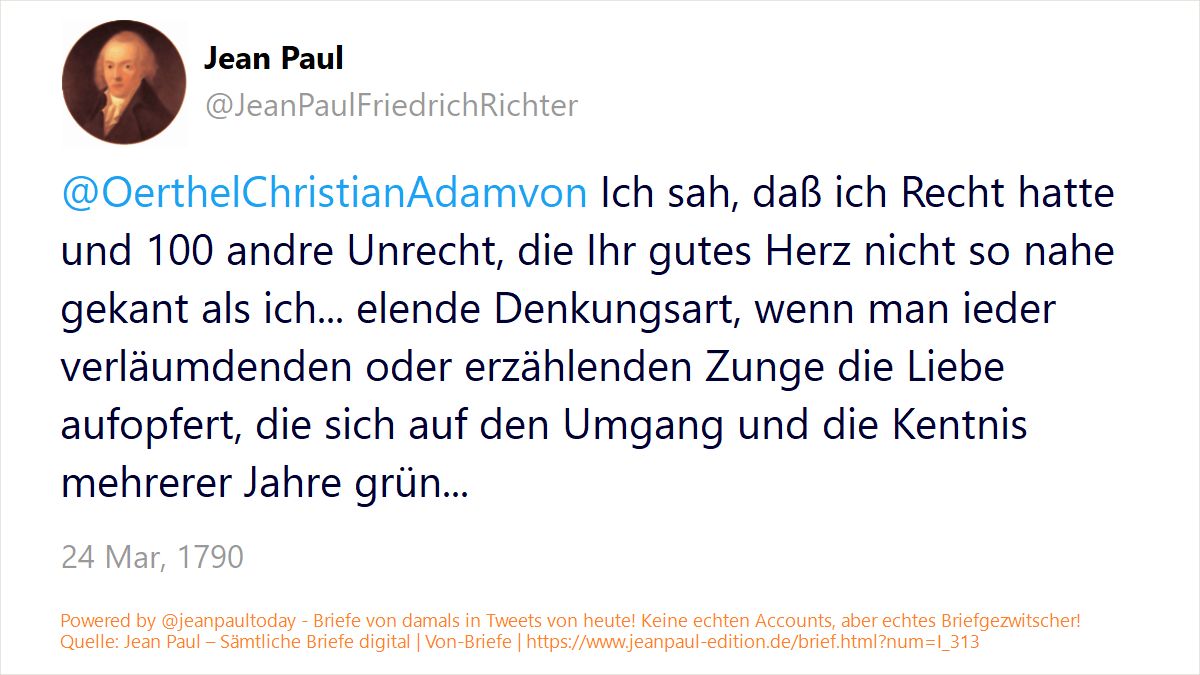 Jean Paul
@JeanPaulFriedrichRichter
@OerthelChristianAdamvon Ich sah, daß ich Recht hatte
und 100 andre Unrecht, die Ihr gutes Herz nicht so nahe
gekant als ich... elende Denkungsart, wenn man ieder
verläumdenden oder erzählenden Zunge die Liebe
aufopfert, die sich auf den Umgang und die Kentnis
mehrerer Jahre grün...
24 Mar, 1790
Powered by @jeanpaultoday - Briefe von damals in Tweets von heute! Keine echten Accounts, aber echtes Briefgezwitscher!
Quelle: Jean Paul – Sämtliche Briefe digital | Von-Briefe | https://www.jeanpaul-edition.de/brief.html?num=I_313